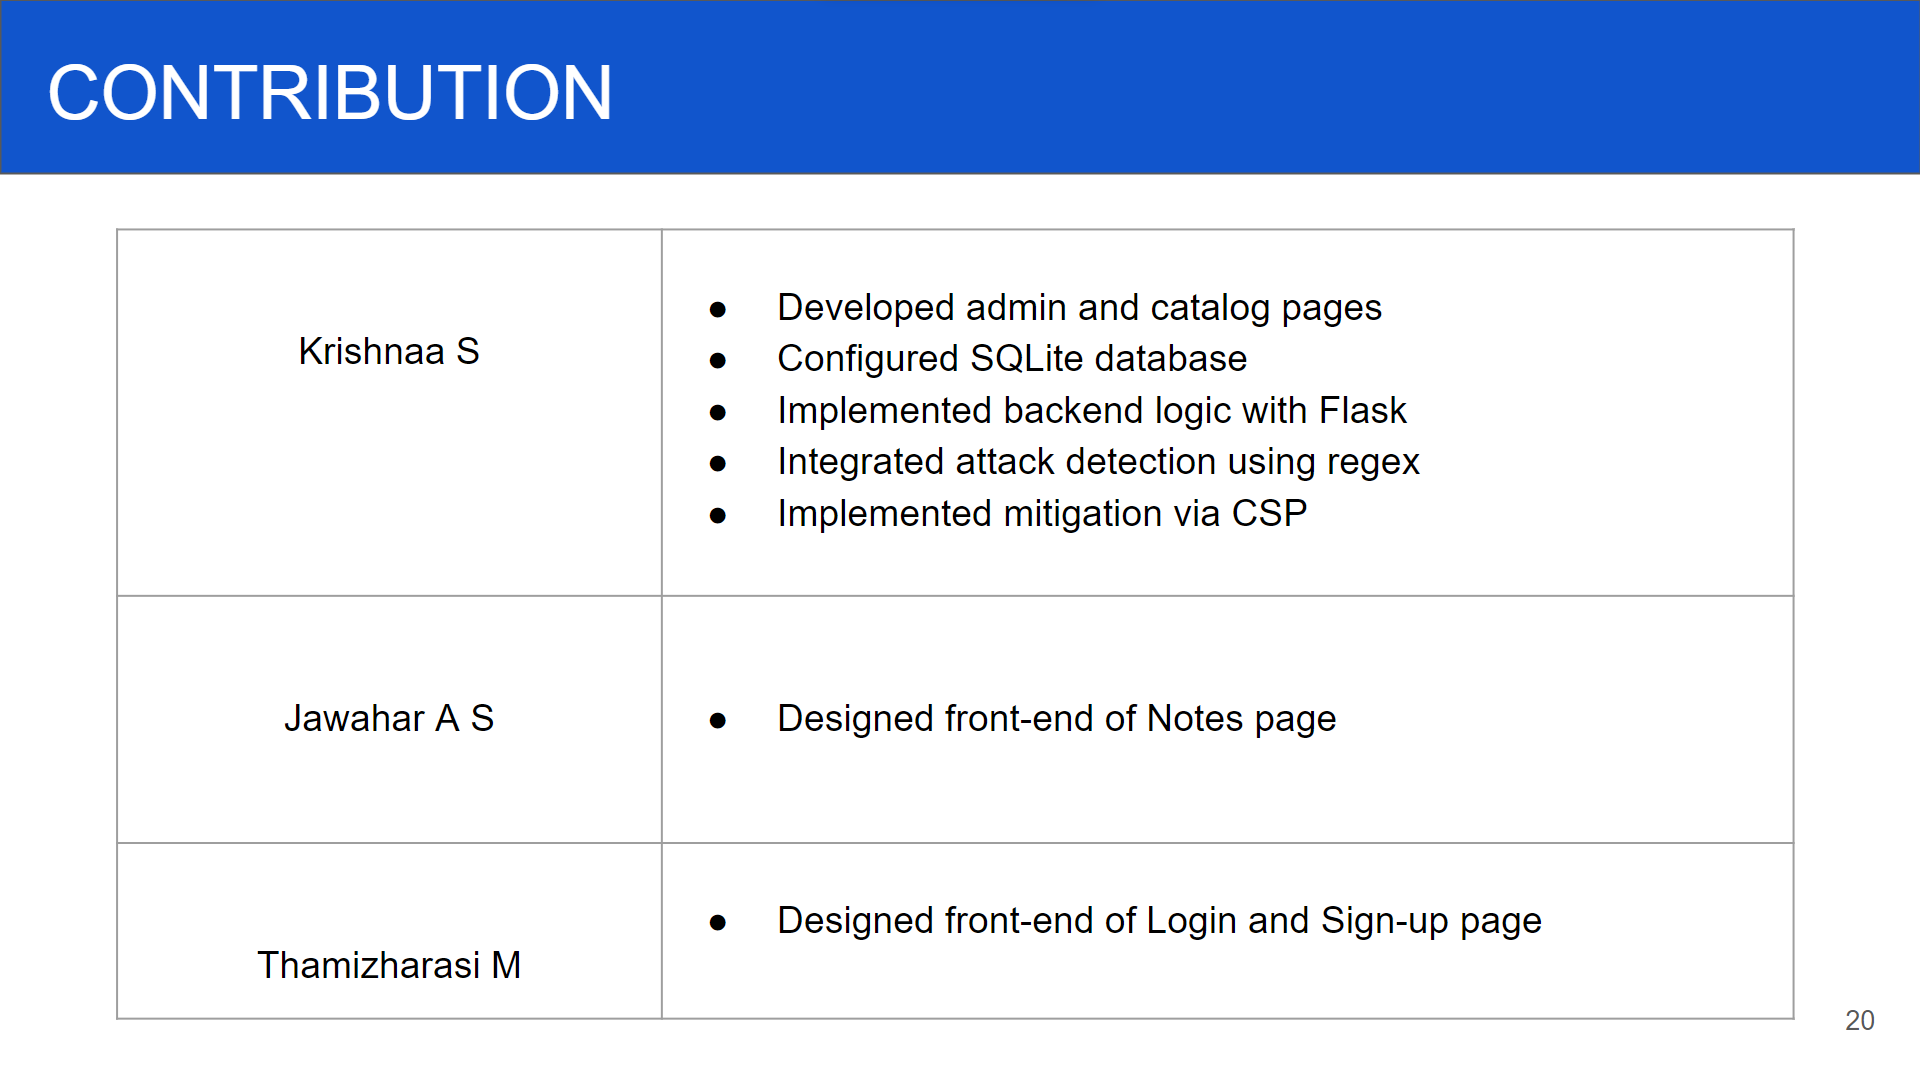 CONTRIBUTION
Krishnaa S
● Developed admin and catalog pages
● Configured SQLite database
● Implemented backend logic with Flask
● Integrated attack detection using regex
● Implemented mitigation via CSP
Jawahar A S
● Designed front-end of Notes page
Thamizharasi M
● Designed front-end of Login and Sign-up page
20